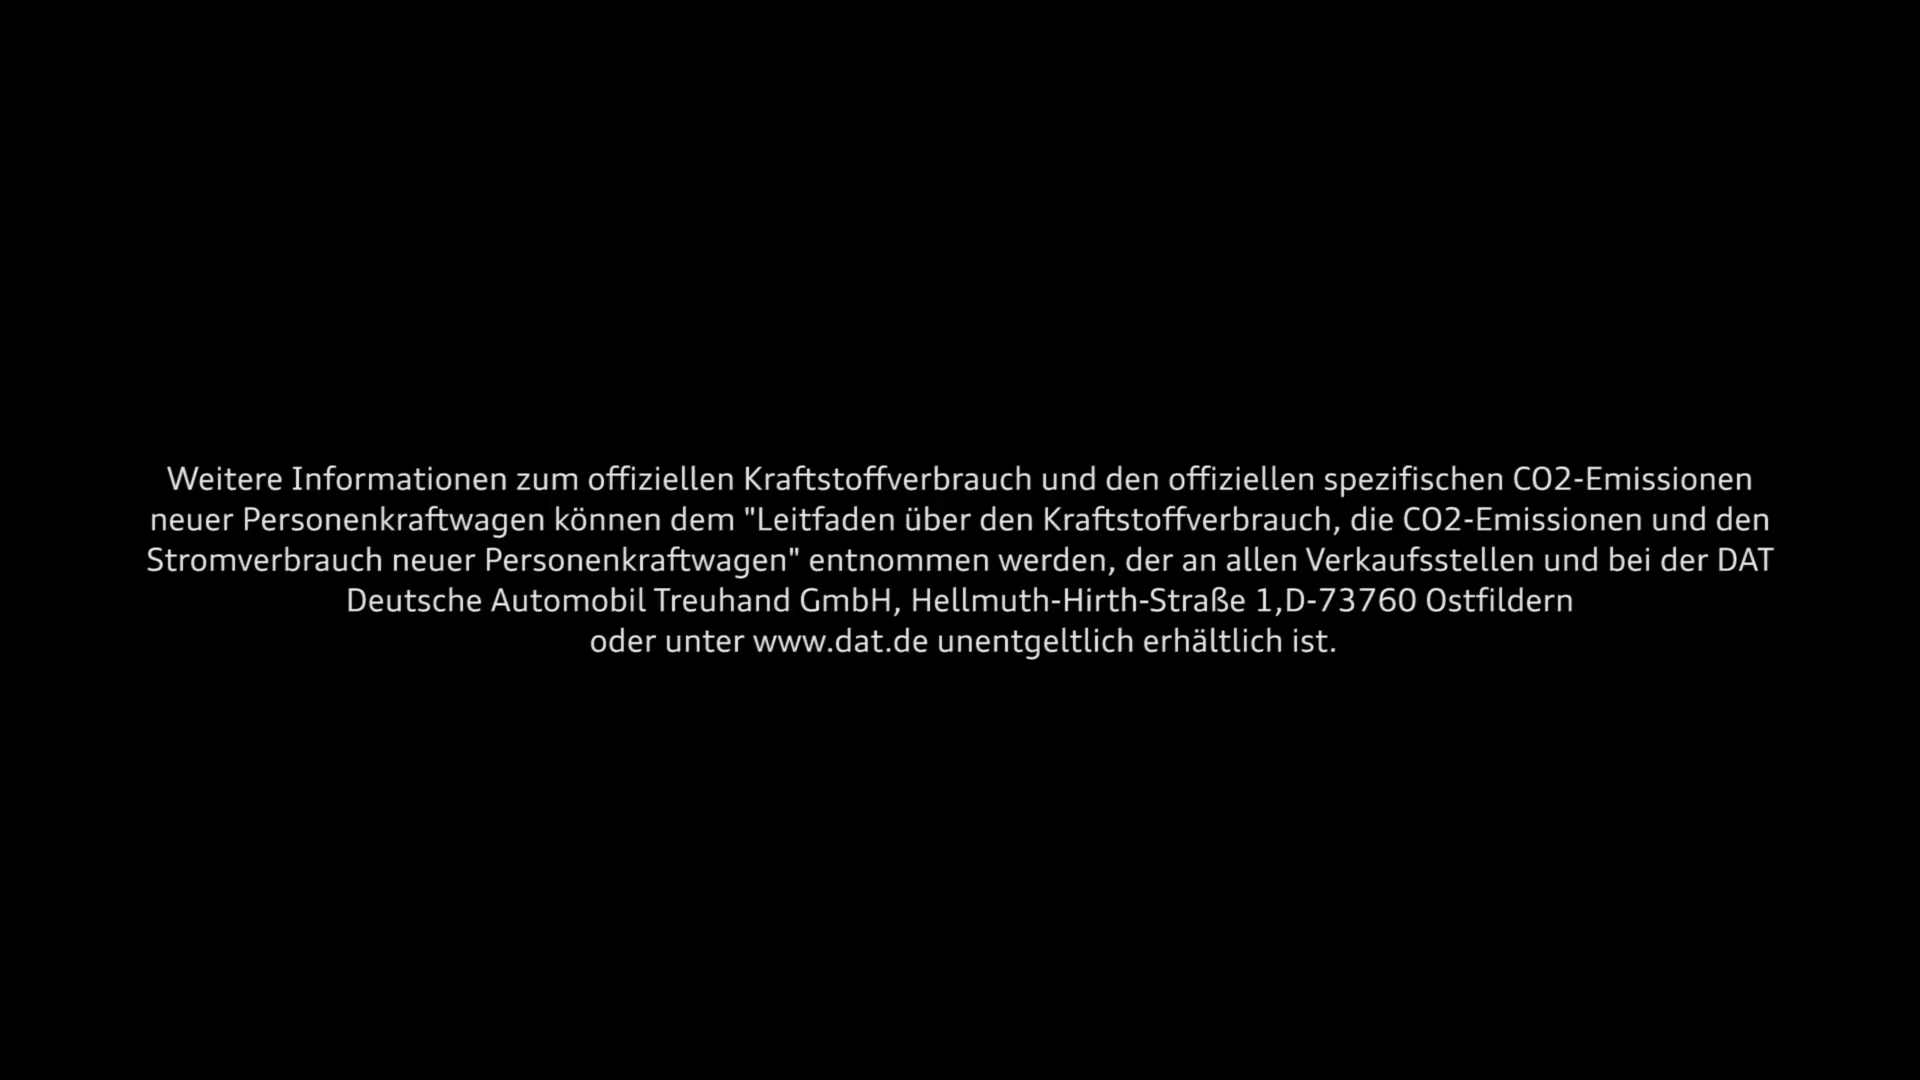 Weitere Informationen zum offiziellen Kraftstoffverbrauch und den offiziellen spezifischen CO2-Emissionen
neuer Personenkraftwagen können dem "Leitfaden über den Kraftstoffverbrauch, die CO2-Emissionen und den
Stromverbrauch neuer Personenkraftwagen" entnommen werden, der an allen Verkaufsstellen und bei der DAT
Deutsche Automobil Treuhand GmbH, Hellmuth-Hirth-Straße 1,D-73760 Ostfildern
oder unter www.dat.de unentgeltlich erhältlich ist.